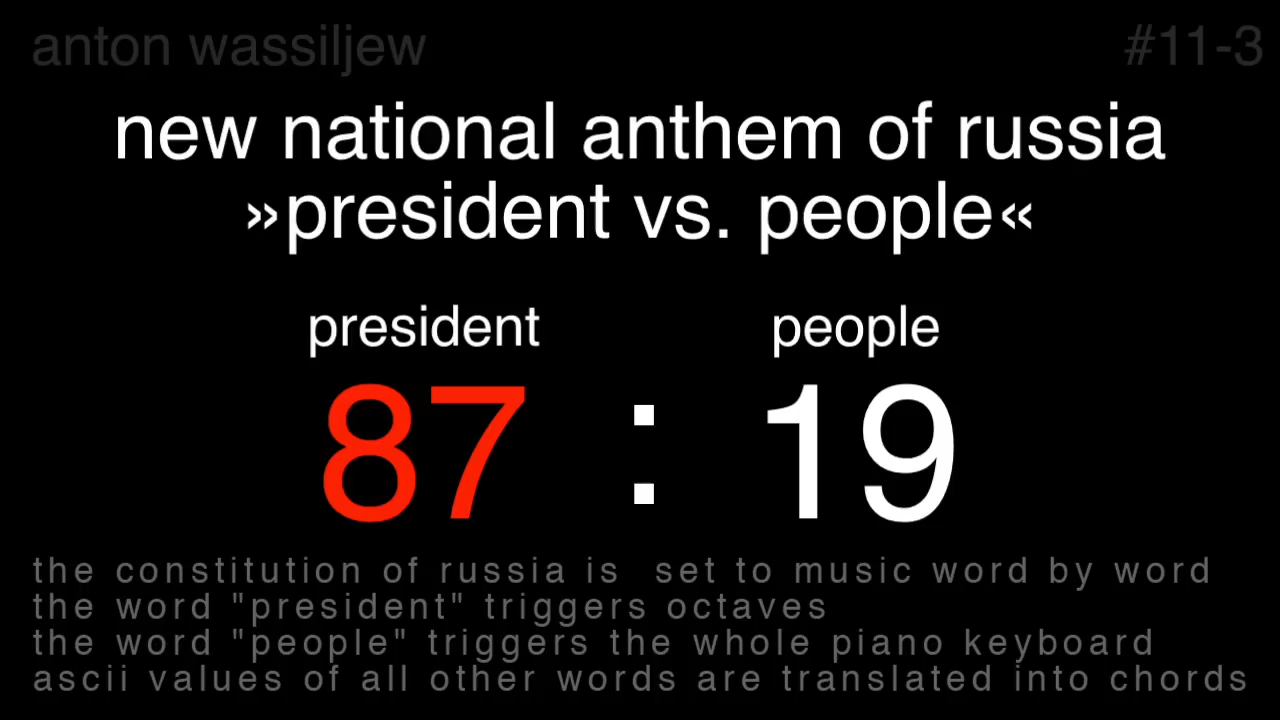 anton wassiljew #11-3
new national anthem of russia
»president vs. people«
president people
87 : 19
the constitution of russia is set to music word by word
the word "president" triggers octaves
the word "people" triggers the whole piano keyboard
ascii values of all other words are translated into chords